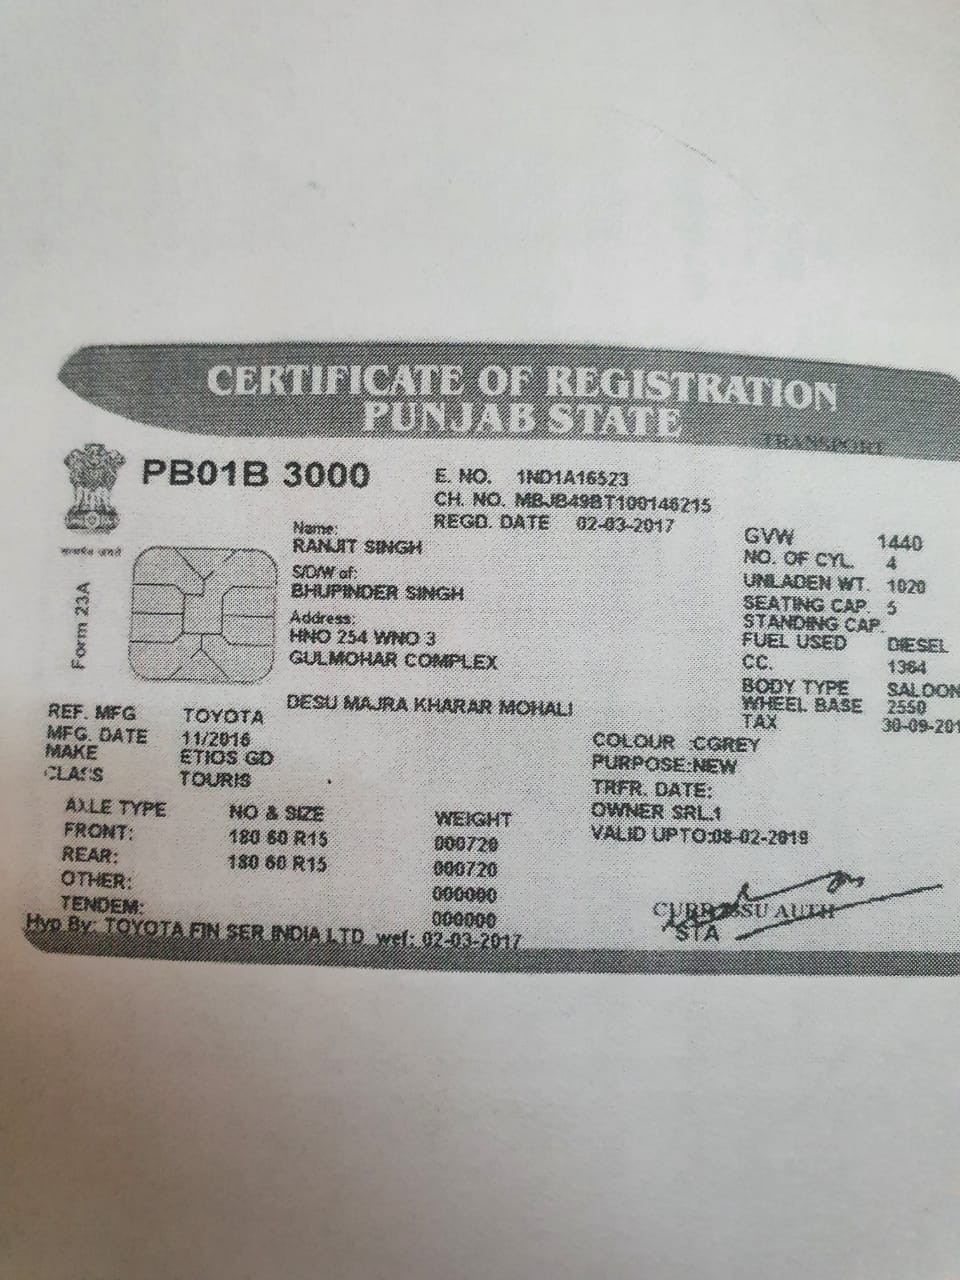 CERTIFICATE OF REGISTRATION
PUNJAB STATE
TRANSPORT
PB01B 3000
E. NO. 1ND1A16523
CH. NO. MBJB49BT100146215
REGD. DATE 02-03-2017
Form 23A
Name:
RANJIT SINGH
S/D/W of:
BHUPINDER SINGH
Address:
HNO 254 WNO 3
GULMOHAR COMPLEX
DESU MAJRA KHARAR MOHALI
GVW 1440
NO. OF CYL. 4
UNLADEN WT. 1020
SEATING CAP. 5
STANDING CAP.
FUEL USED DIESEL
CC. 1364
BODY TYPE SALOON
WHEEL BASE 2550
TAX 30-09-201
REF. MFG TOYOTA
MFG. DATE 11/2016
MAKE ETIOS GD
CLASS TOURIS
COLOUR :CGREY
PURPOSE:NEW
TRFR. DATE:
OWNER SRL.1
VALID UPTO:08-02-2019
AXLE TYPE NO & SIZE WEIGHT
FRONT: 180 60 R15 000720
REAR: 180 60 R15 000720
OTHER: 000000
TENDEM: 000000
Hyp By: TOYOTA FIN SER INDIA LTD wef: 02-03-2017
AUTH
STA